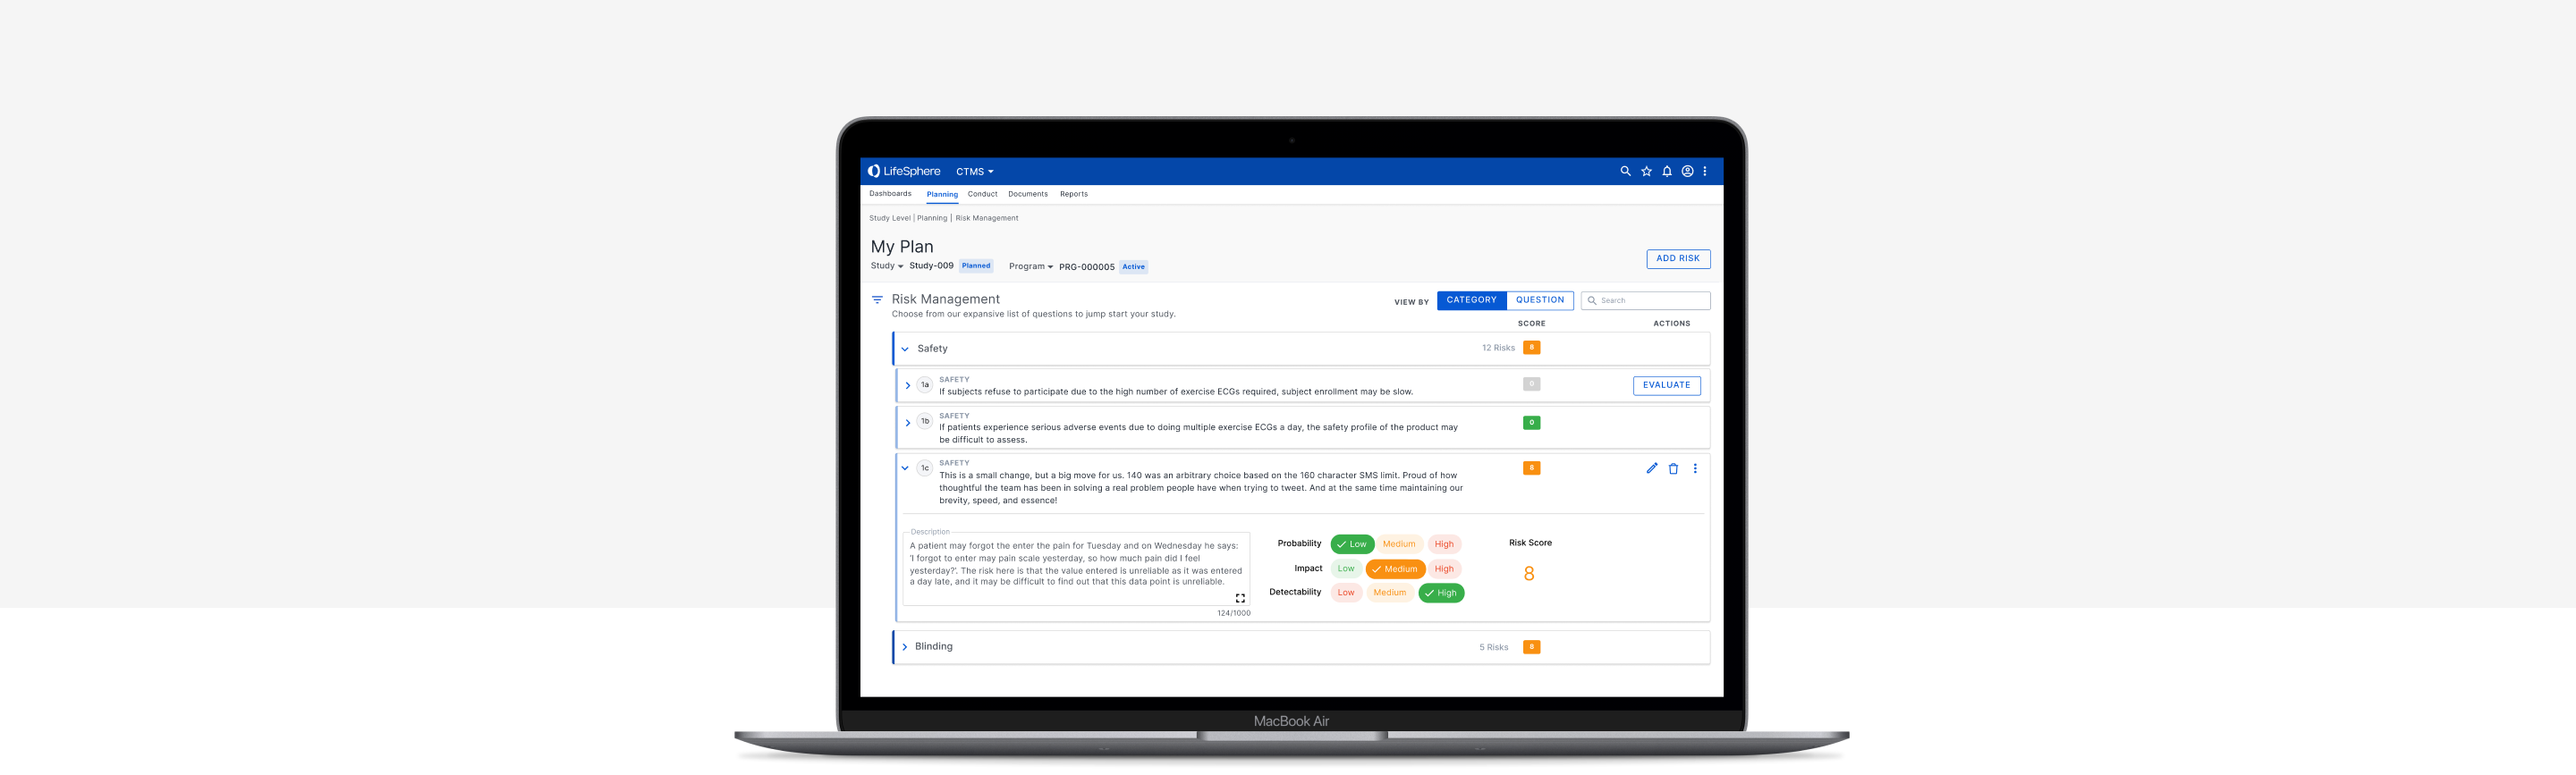 LifeSphere CTMS
Dashboards Planning Conduct Documents Reports
Study Level | Planning | Risk Management
My Plan
Study Study-009 Planned Program PRG-000005 Active
ADD RISK
Risk Management
Choose from our expansive list of questions to jump start your study.
VIEW BY CATEGORY QUESTION Search
SCORE ACTIONS
Safety 12 Risks 8
1a SAFETY
If subjects refuse to participate due to the high number of exercise ECGs required, subject enrollment may be slow.
0 EVALUATE
1b SAFETY
If patients experience serious adverse events due to doing multiple exercise ECGs a day, the safety profile of the product may
be difficult to assess.
0
1c SAFETY
This is a small change, but a big move for us. 140 was an arbitrary choice based on the 160 character SMS limit. Proud of how
thoughtful the team has been in solving a real problem people have when trying to tweet. And at the same time maintaining our
brevity, speed, and essence!
8
Description
A patient may forgot the enter the pain for Tuesday and on Wednesday he says:
'I forgot to enter may pain scale yesterday, so how much pain did I feel
yesterday?'. The risk here is that the value entered is unreliable as it was entered
a day late, and it may be difficult to find out that this data point is unreliable.
124/1000
Probability Low Medium High
Impact Low Medium High
Detectability Low Medium High
Risk Score
8
Blinding 5 Risks 8
MacBook Air